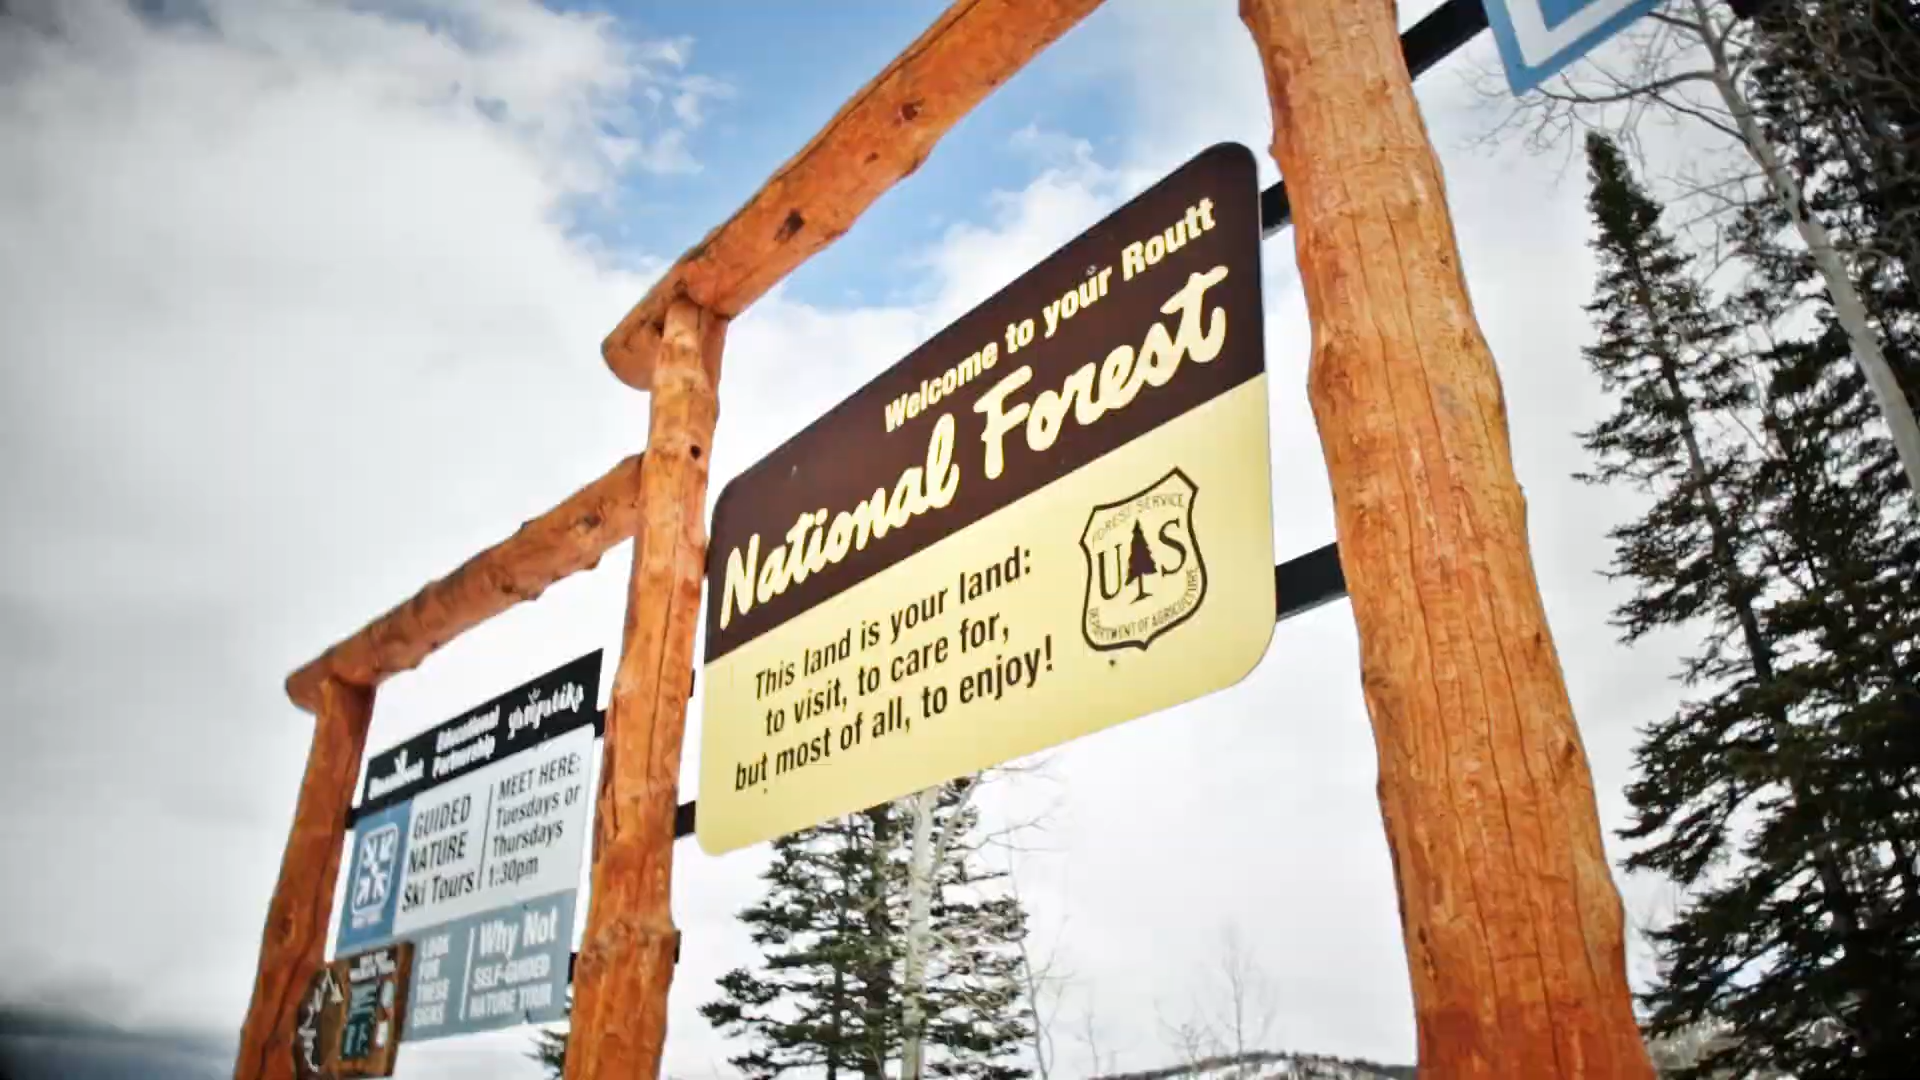 Welcome to your Routt
National Forest
This land is your land:
to visit, to care for,
but most of all, to enjoy!
FOREST SERVICE
UAS
DEPARTMENT OF AGRICULTURE
Educational
Partnership
yampatika
GUIDED
NATURE
Ski Tours
MEET HERE:
Tuesdays or
Thursdays
1:30pm
LOOK
FOR
THESE
SIGNS
Why Not
SELF-GUIDED
NATURE TOUR